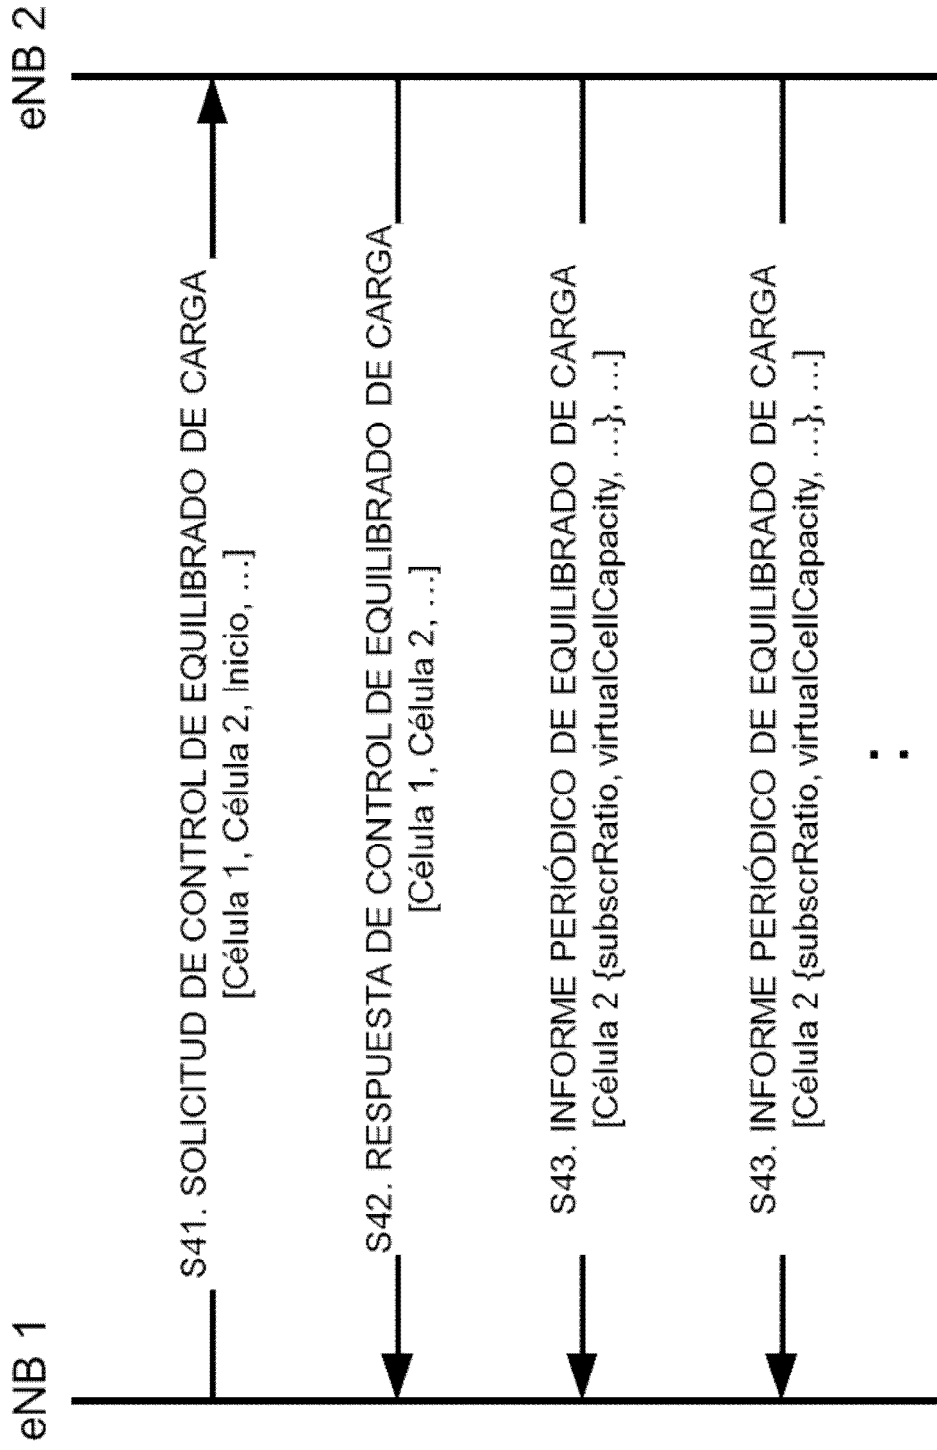 eNB 1
eNB 2
S41. SOLICITUD DE CONTROL DE EQUILIBRADO DE CARGA
[Célula 1, Célula 2, Inicio, ...]
S42. RESPUESTA DE CONTROL DE EQUILIBRADO DE CARGA
[Célula 1, Célula 2, ...]
S43. INFORME PERIÓDICO DE EQUILIBRADO DE CARGA
[Célula 2 {subscrRatio, virtualCellCapacity, ...}, ...]
S43. INFORME PERIÓDICO DE EQUILIBRADO DE CARGA
[Célula 2 {subscrRatio, virtualCellCapacity, ...}, ...]